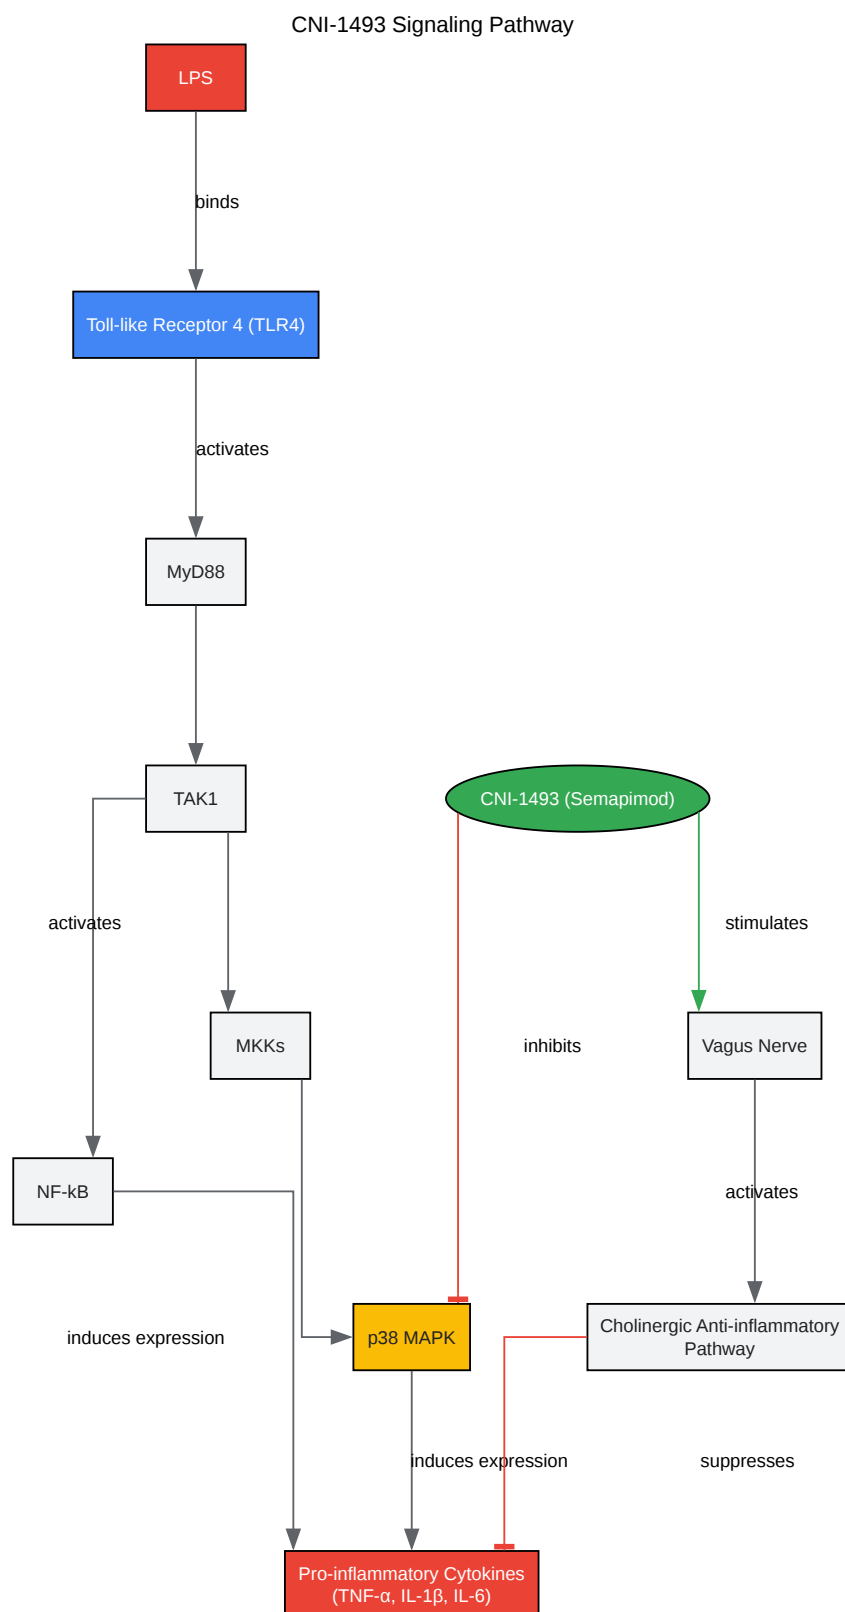 CNI-1493 Signaling Pathway
LPS
binds
Toll-like Receptor 4 (TLR4)
activates
MyD88
TAK1
CNI-1493 (Semapimod)
activates
stimulates
MKKs
inhibits
Vagus Nerve
NF-kB
activates
induces expression
p38 MAPK
Cholinergic Anti-inflammatory
Pathway
induces expression
suppresses
Pro-inflammatory Cytokines
(TNF-α, IL-1β, IL-6)